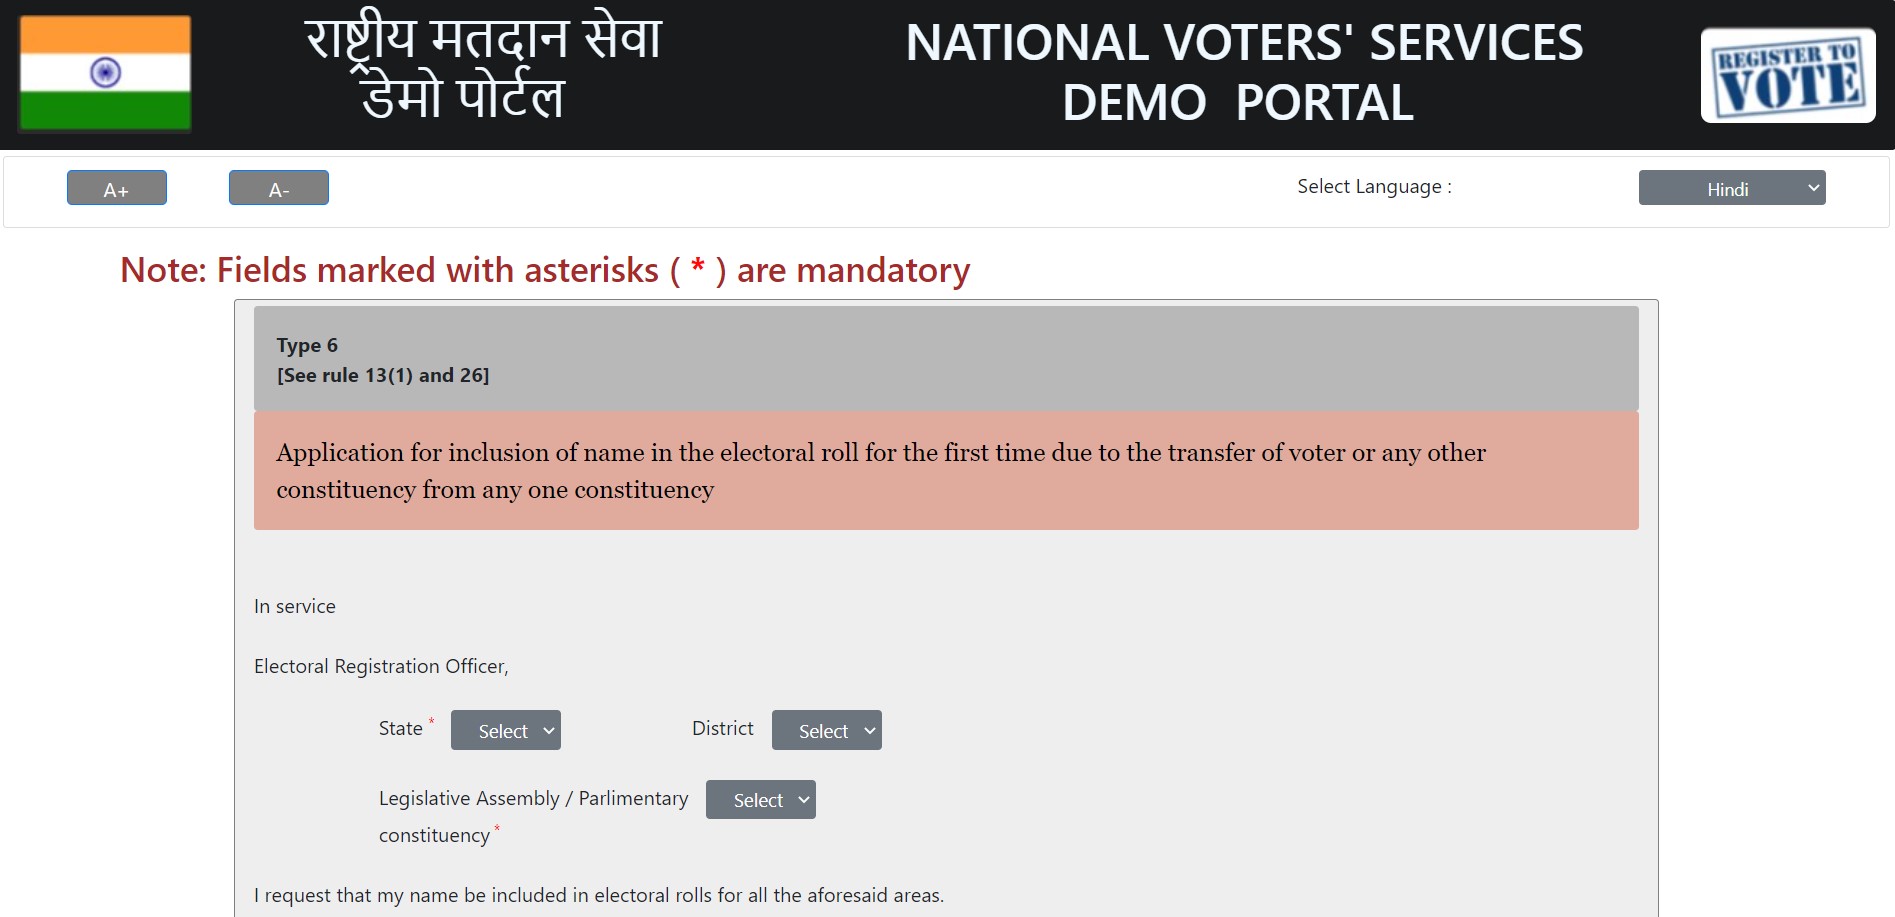 राष्ट्रीय मतदान सेवा
डेमो पोर्टल
NATIONAL VOTERS' SERVICES
DEMO PORTAL
REGISTER TO
VOTE
A+
A-
Select Language :
Hindi
Note: Fields marked with asterisks ( * ) are mandatory
Type 6
[See rule 13(1) and 26]
Application for inclusion of name in the electoral roll for the first time due to the transfer of voter or any other
constituency from any one constituency
In service
Electoral Registration Officer,
State * Select District Select
Legislative Assembly / Parlimentary Select
constituency *
I request that my name be included in electoral rolls for all the aforesaid areas.